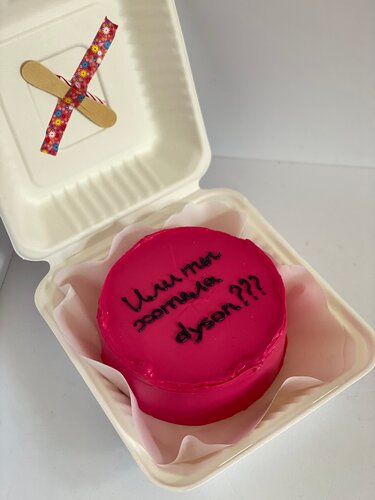 Или ты
хотела
dyson???